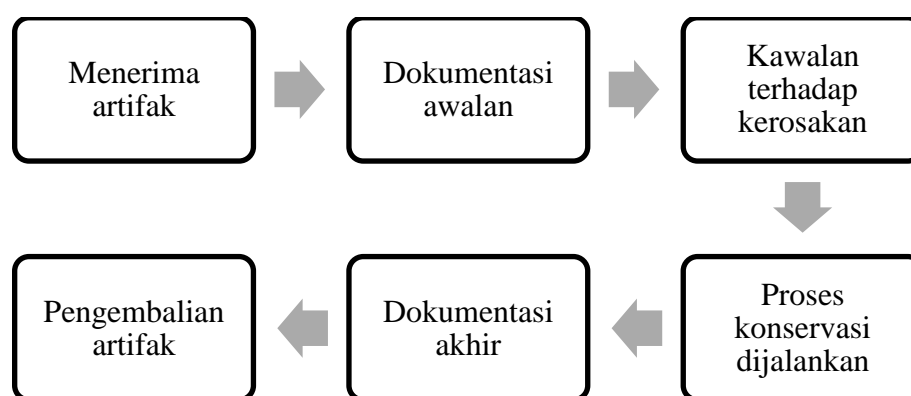 Menerima
artifak
Dokumentasi
awalan
Kawalan
terhadap
kerosakan
Proses
konservasi
dijalankan
Dokumentasi
akhir
Pengembalian
artifak